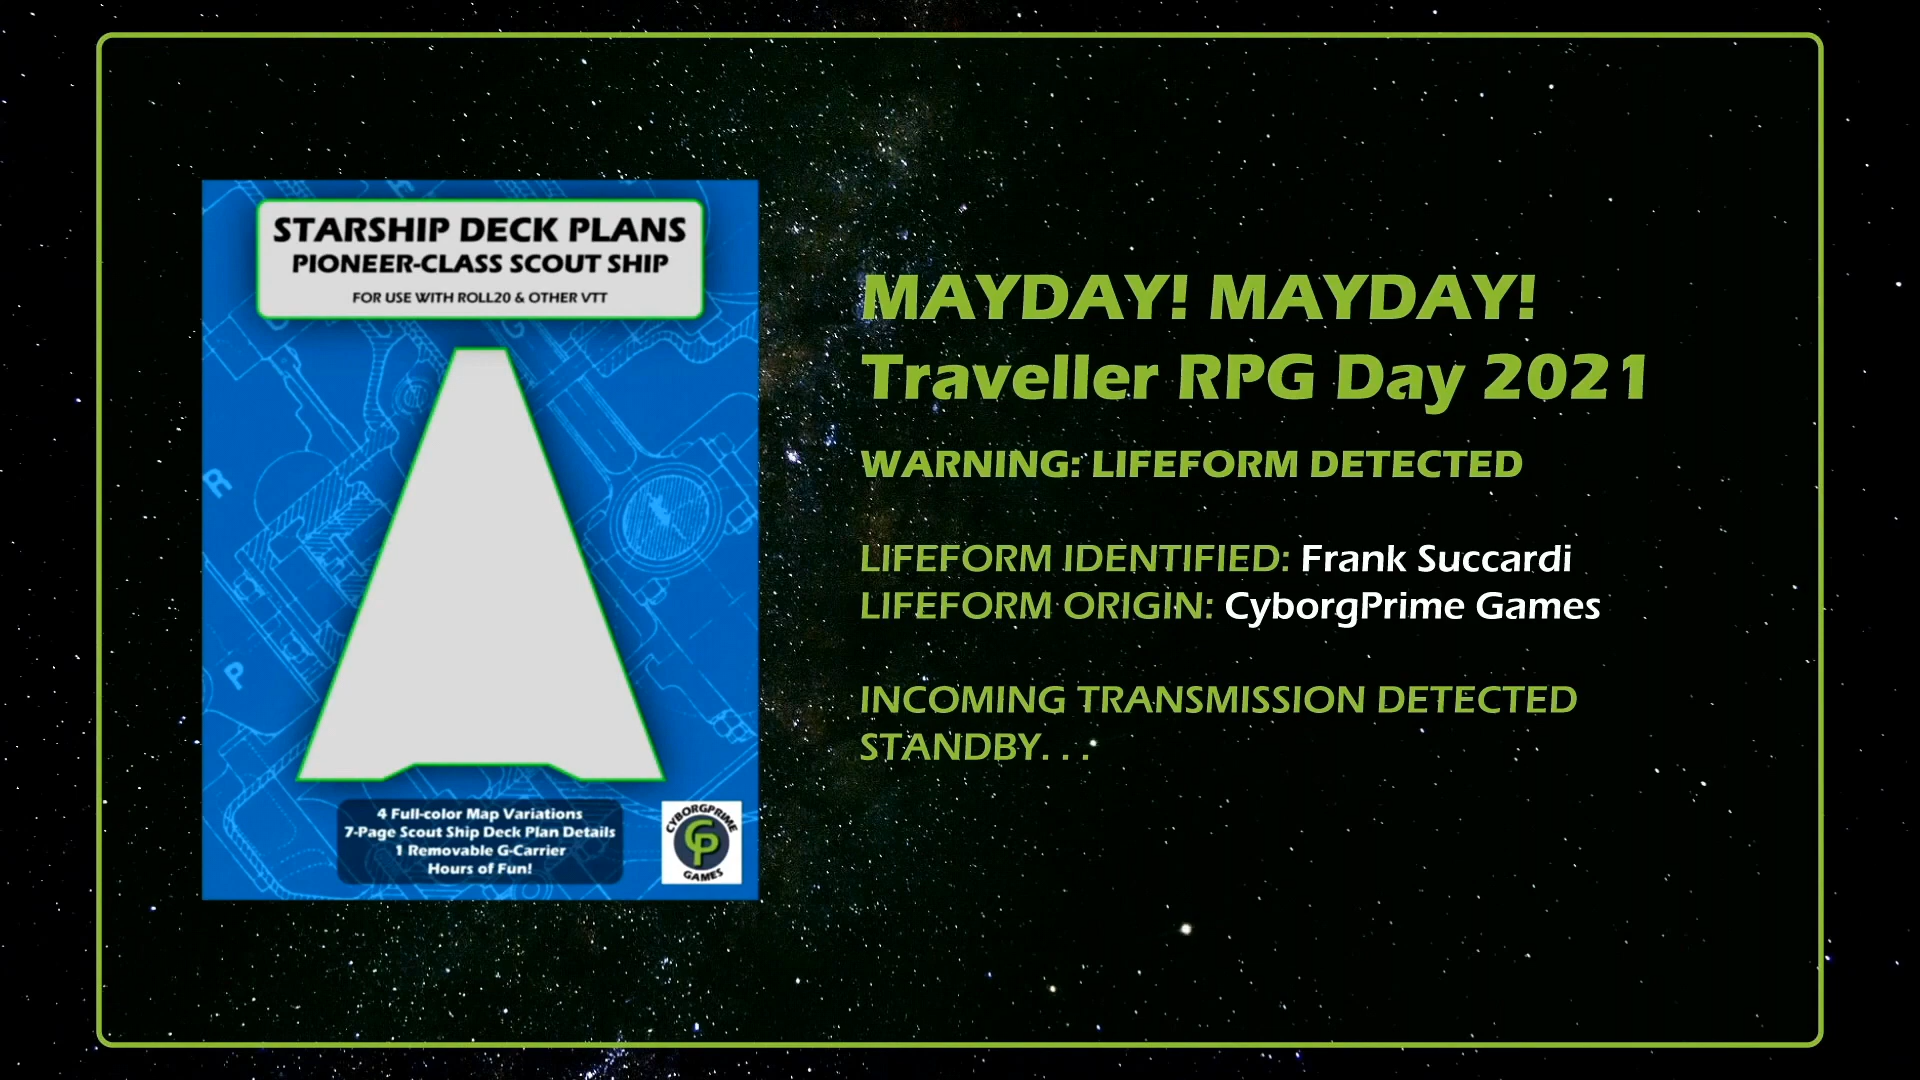 STARSHIP DECK PLANS
PIONEER-CLASS SCOUT SHIP
FOR USE WITH ROLL20 & OTHER VTT
R
P
4 Full-color Map Variations
7-Page Scout Ship Deck Plan Details
1 Removable G-Carrier
Hours of Fun!
CYBORGPRIME
CP
GAMES
MAYDAY! MAYDAY!
Traveller RPG Day 2021
WARNING: LIFEFORM DETECTED
LIFEFORM IDENTIFIED: Frank Succardi
LIFEFORM ORIGIN: CyborgPrime Games
INCOMING TRANSMISSION DETECTED
STANDBY. . .